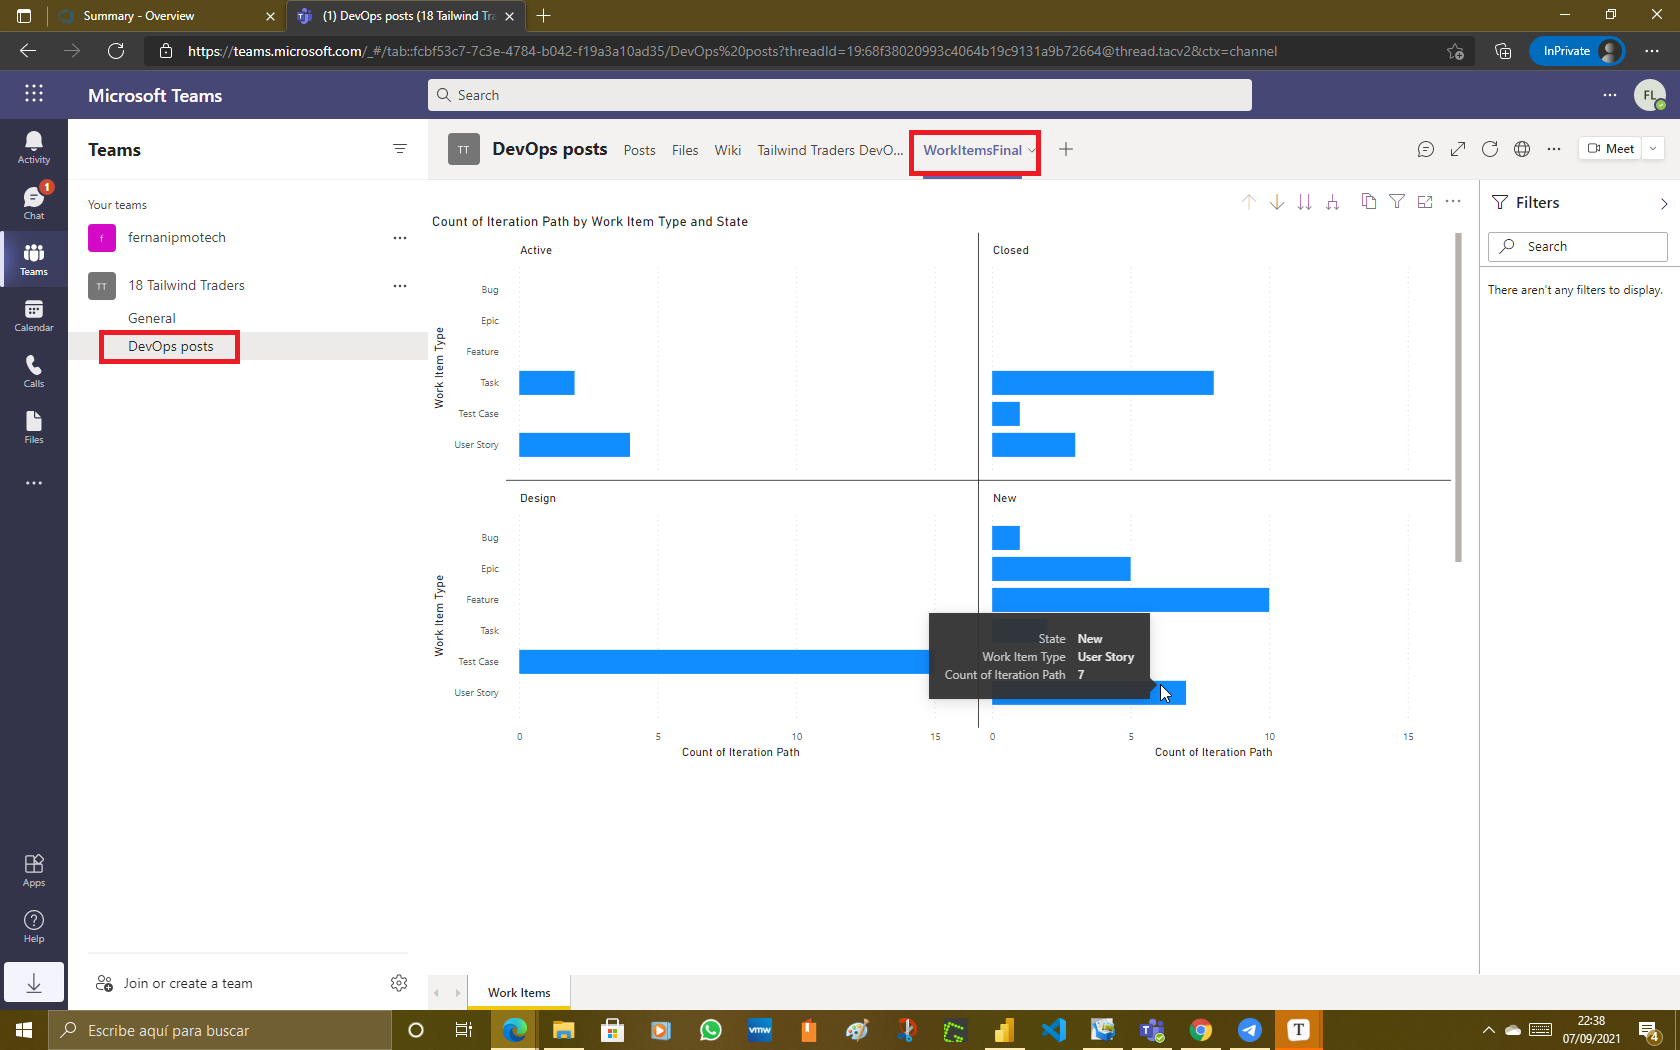 Summary - Overview
(1) DevOps posts (18 Tailwind Tra
https://teams.microsoft.com/_#/tab::fcbf53c7-7c3e-4784-b042-f19a3a10ad35/DevOps%20posts?threadId=19:68f38020993c4064b19c9131a9b72664@thread.tacv2&ctx=channel
InPrivate
Microsoft Teams
Search
FL
Activity
1
Chat
Teams
Calendar
Calls
Files
Apps
Help
Teams
Your teams
f
fernanipmotech
TT
18 Tailwind Traders
General
DevOps posts
Join or create a team
TT
DevOps posts
Posts
Files
Wiki
Tailwind Traders DevO...
WorkItemsFinal
Meet
Count of Iteration Path by Work Item Type and State
Active
Work Item Type
Bug
Epic
Feature
Task
Test Case
User Story
Closed
Design
Work Item Type
Bug
Epic
Feature
Task
Test Case
User Story
0
5
10
15
Count of Iteration Path
New
State New
Work Item Type User Story
Count of Iteration Path 7
0
5
10
15
Count of Iteration Path
Filters
Search
There aren't any filters to display.
Work Items
Escribe aquí para buscar
vmw
T
22:38
07/09/2021
4